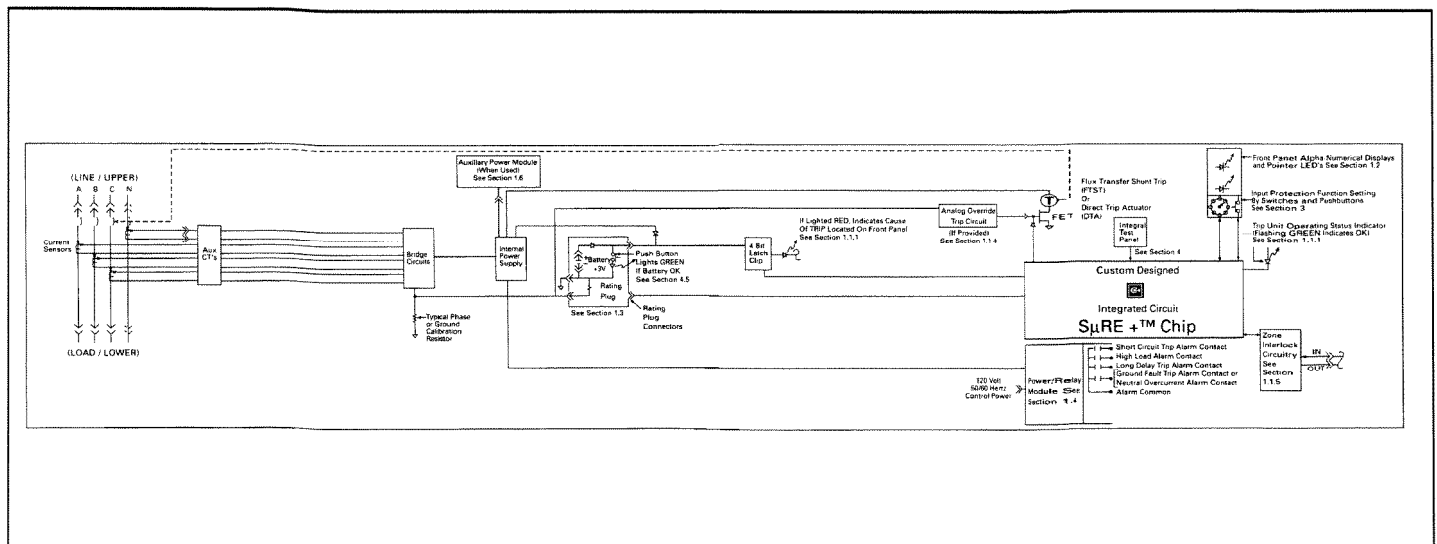 (LINE / UPPER)
A B C N
Current
Sensors
(LOAD / LOWER)
Aux
CT's
Bridge
Circuits
Typical Phase
or Ground
Calibration
Resistor
Auxiliary Power Module
(When Used)
See Section 1.6
Internal
Power
Supply
Battery
+3V
Rating
Plug
See Section 1.3
Push Button
Lights GREEN
If Battery OK
See Section 4.5
Rating
Plug
Connectors
4 Bit
Latch
Clip
If Lighted RED, Indicates Cause
Of TRIP Located On Front Panel
See Section 1.1.1
Analog Override
Trip Circuit
(If Provided)
See Section 1.1.4
T
FET
Flux Transfer Shunt Trip
(FTST)
Or
Direct Trip Actuator
(DTA)
Integral
Test
Panel
See Section 4
Front Panel Alpha-Numerical Displays
and Pointer LED's See Section 1.2
Input Protection Function Setting
By Switches and Pushbuttons
See Section 3
Trip Unit Operating Status Indicator
(Flashing GREEN Indicates OK)
See Section 1.1.1
Custom Designed
Integrated Circuit
SµRE +™ Chip
Zone
Interlock
Circuitry
See
Section
1.1.5
IN
OUT
120 Volt
50/60 Hertz
Control Power
Power/Relay
Module See
Section 1.4
Short Circuit Trip Alarm Contact
High Load Alarm Contact
Long Delay Trip Alarm Contact
Ground Fault Trip Alarm Contact or
Neutral Overcurrent Alarm Contact
Alarm Common